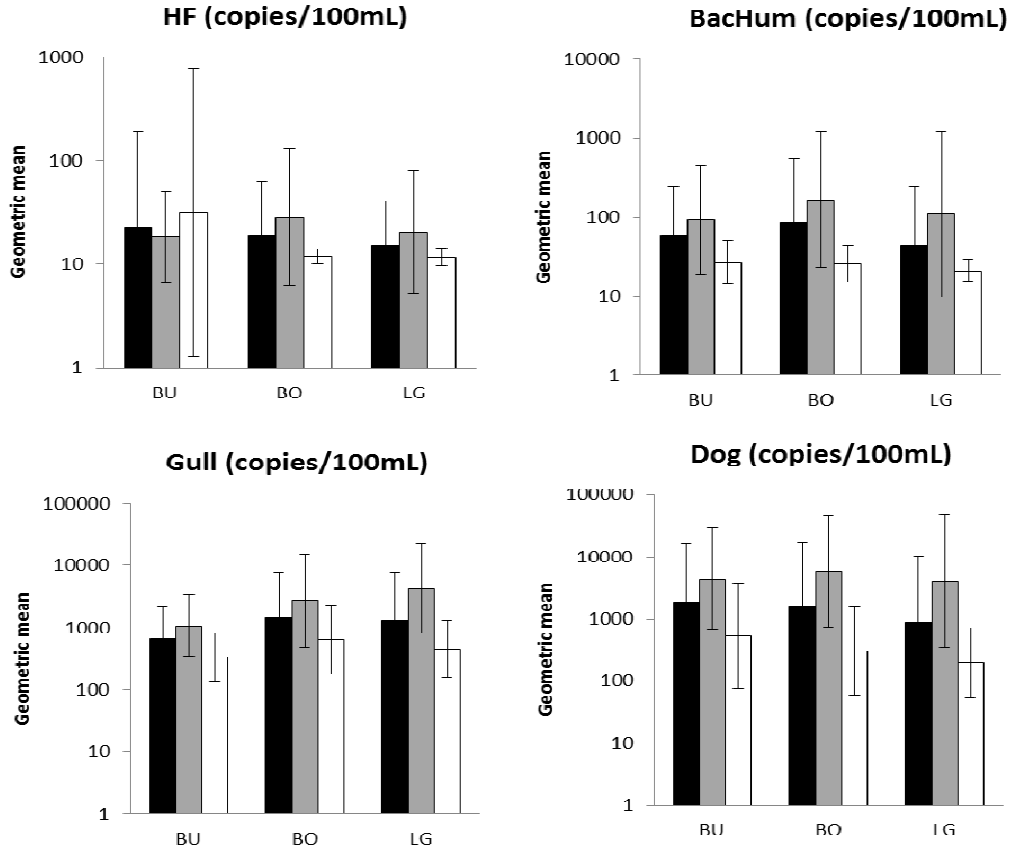 HF (copies/100mL)
1000
100
10
1
Geometric mean
BU BO LG
BacHum (copies/100mL)
10000
1000
100
10
1
Geometric mean
BU BO LG
Gull (copies/100mL)
100000
10000
1000
100
10
1
Geometric mean
BU BO LG
Dog (copies/100mL)
100000
10000
1000
100
10
1
Geometric mean
BU BO LG